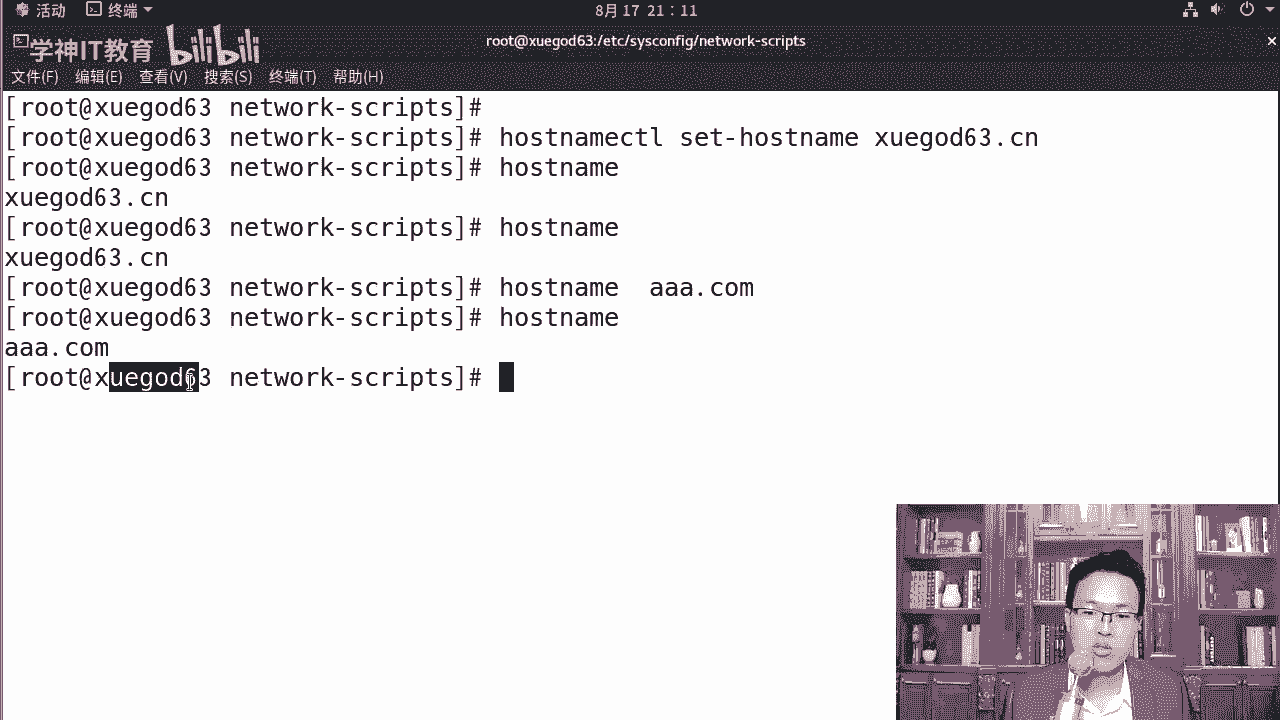 活动 终端 8月 17 21:11
学神IT教育 bilibili root@xuegod63:/etc/sysconfig/network-scripts
文件(F) 编辑(E) 查看(V) 搜索(S) 终端(T) 帮助(H)
[root@xuegod63 network-scripts]#
[root@xuegod63 network-scripts]# hostnamectl set-hostname xuegod63.cn
[root@xuegod63 network-scripts]# hostname
xuegod63.cn
[root@xuegod63 network-scripts]# hostname
xuegod63.cn
[root@xuegod63 network-scripts]# hostname  aaa.com
[root@xuegod63 network-scripts]# hostname
aaa.com
[root@xuegod63 network-scripts]#